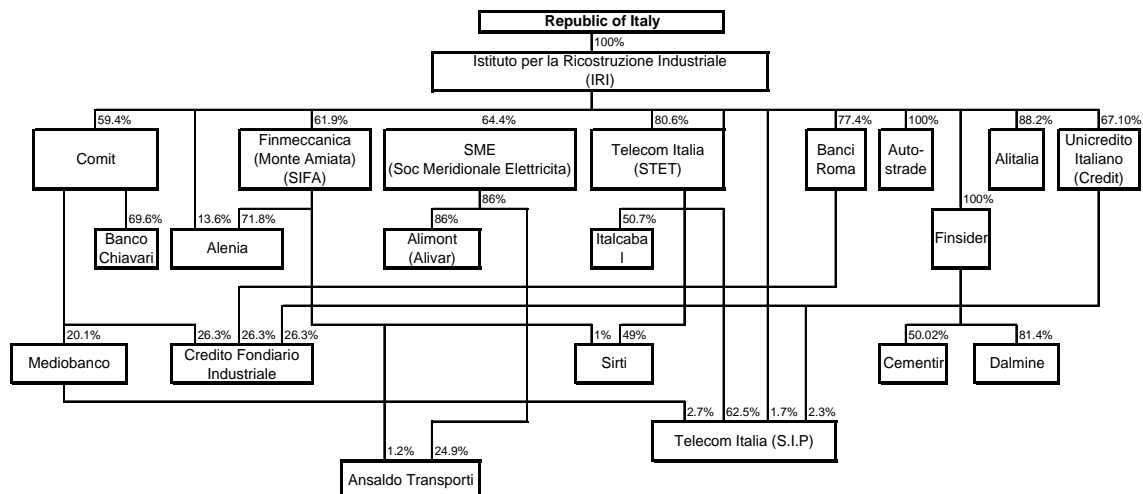 Republic of Italy
100%
Istituto per la Ricostruzione Industriale
(IRI)
59.4%
61.9%
64.4%
80.6%
77.4%
100%
88.2%
67.10%
Comit
Finmeccanica
(Monte Amiata)
(SIFA)
SME
(Soc Meridionale Elettricita)
Telecom Italia
(STET)
Banci
Roma
Auto-
strade
Alitalia
Unicredito
Italiano
(Credit)
86%
100%
69.6%
13.6%
71.8%
86%
50.7%
Banco
Chiavari
Alenia
Alimont
(Alivar)
Italcaba
l
Finsider
20.1%
26.3%
26.3%
26.3%
1%
49%
50.02%
81.4%
Mediobanco
Credito Fondiario
Industriale
Sirti
Cementir
Dalmine
2.7%
62.5%
1.7%
2.3%
Telecom Italia (S.I.P)
1.2%
24.9%
Ansaldo Transporti